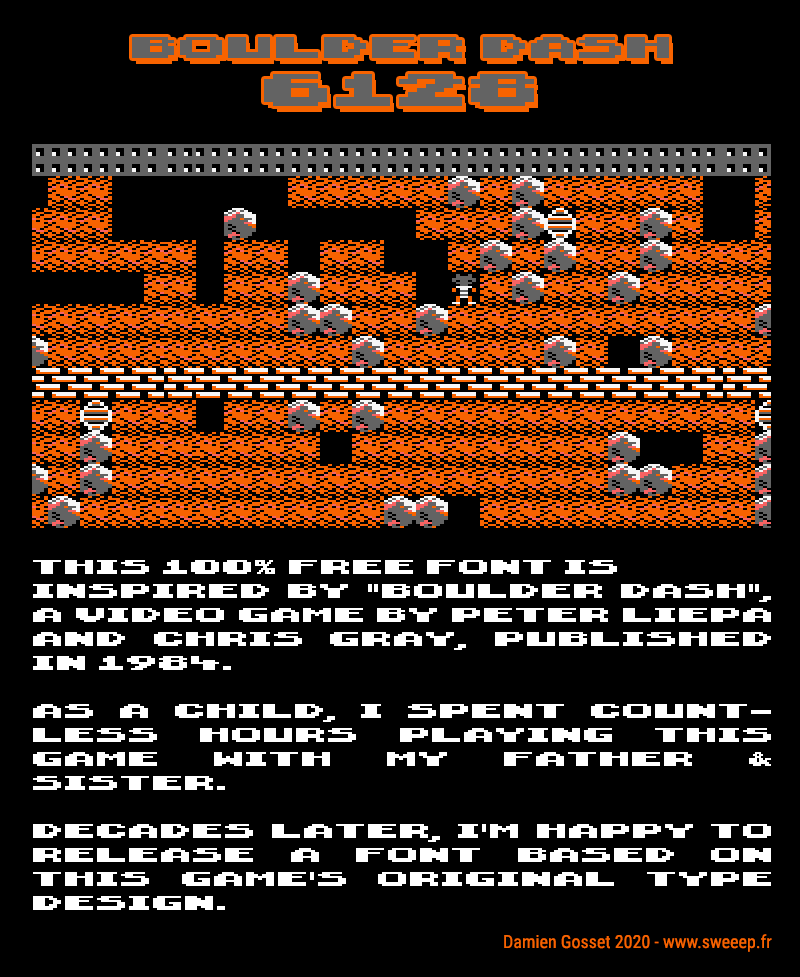 BOULDER DASH
6128
THIS 100% FREE FONT IS
INSPIRED BY "BOULDER DASH",
A VIDEO GAME BY PETER LIEPA
AND CHRIS GRAY, PUBLISHED
IN 1984.
AS A CHILD, I SPENT COUNT-
LESS HOURS PLAYING THIS
GAME WITH MY FATHER &
SISTER.
DECADES LATER, I'M HAPPY TO
RELEASE A FONT BASED ON
THIS GAME'S ORIGINAL TYPE
DESIGN.
Damien Gosset 2020 - www.sweeep.fr